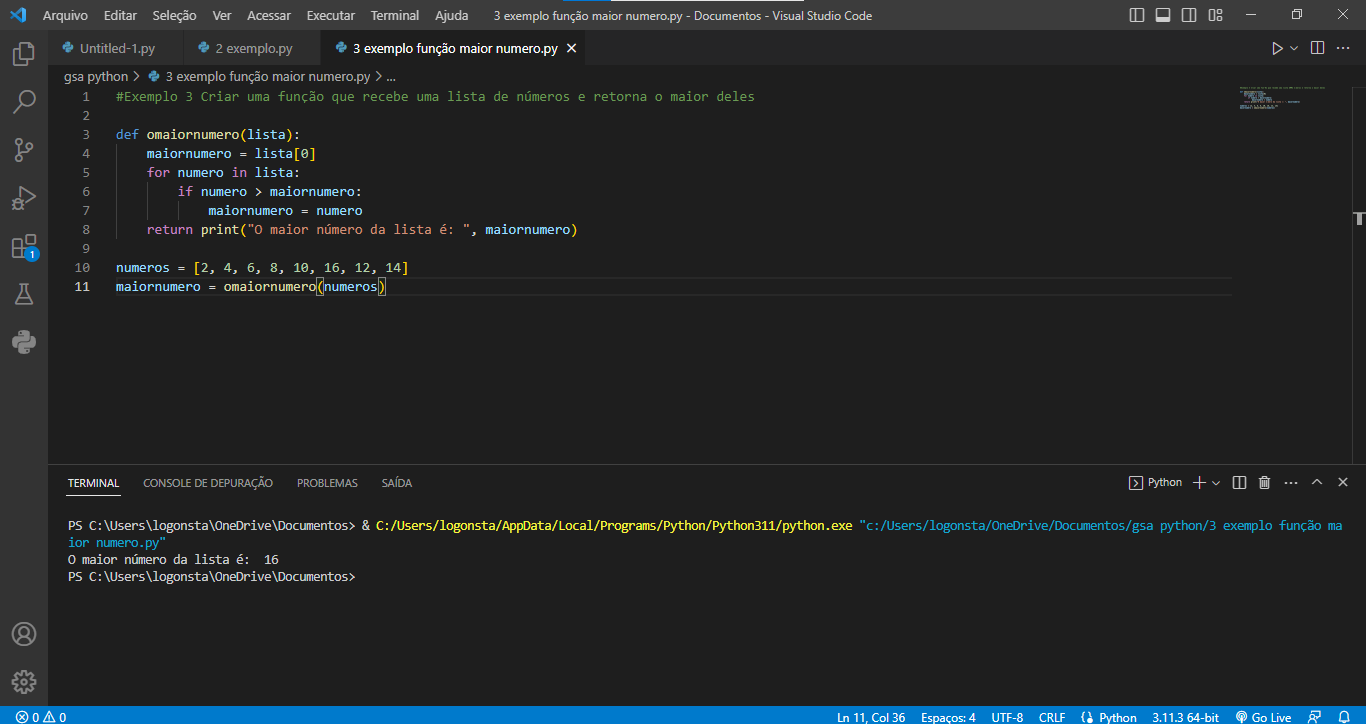 Arquivo Editar Seleção Ver Acessar Executar Terminal Ajuda 3 exemplo função maior numero.py - Documentos - Visual Studio Code
Untitled-1.py 2 exemplo.py 3 exemplo função maior numero.py
gsa python > 3 exemplo função maior numero.py > ...
1 #Exemplo 3 Criar uma função que recebe uma lista de números e retorna o maior deles
2
3 def omaiornumero(lista):
4 maiornumero = lista[0]
5 for numero in lista:
6 if numero > maiornumero:
7 maiornumero = numero
8 return print("O maior número da lista é: ", maiornumero)
9
10 numeros = [2, 4, 6, 8, 10, 16, 12, 14]
11 maiornumero = omaiornumero(numeros)
1
TERMINAL CONSOLE DE DEPURAÇÃO PROBLEMAS SAÍDA Python
PS C:\Users\logonsta\OneDrive\Documentos> & C:/Users/logonsta/AppData/Local/Programs/Python/Python311/python.exe "c:/Users/logonsta/OneDrive/Documentos/gsa python/3 exemplo função ma
ior numero.py"
O maior número da lista é:  16
PS C:\Users\logonsta\OneDrive\Documentos>
0 0 Ln 11, Col 36 Espaços: 4 UTF-8 CRLF Python 3.11.3 64-bit Go Live